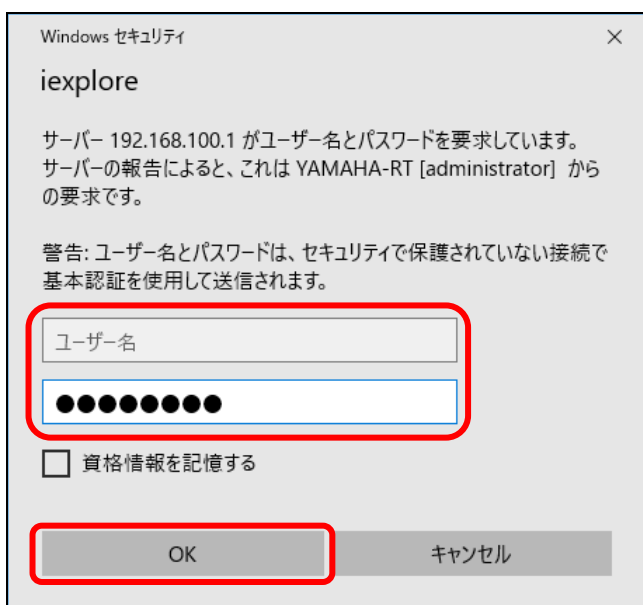 Windows セキュリティ
iexplore
サーバー 192.168.100.1 がユーザー名とパスワードを要求しています。
サーバーの報告によると、これは YAMAHA-RT [administrator] から
の要求です。
警告: ユーザー名とパスワードは、セキュリティで保護されていない接続で
基本認証を使用して送信されます。
ユーザー名
●●●●●●●●
資格情報を記憶する
OK
キャンセル